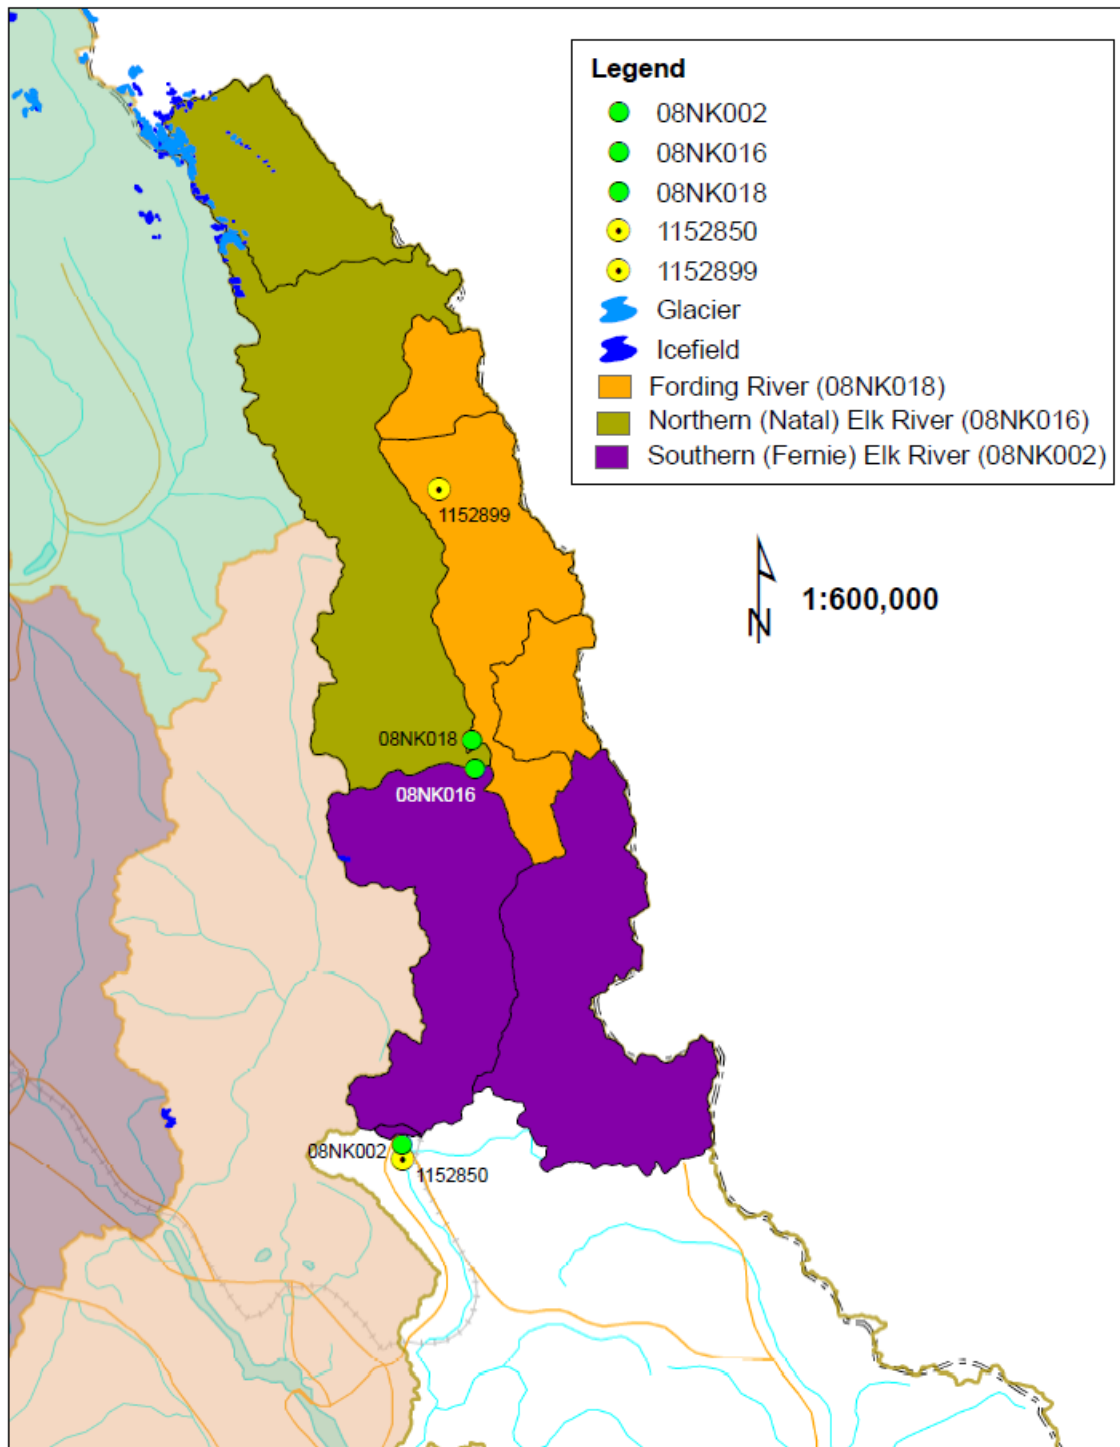 Legend
08NK002
08NK016
08NK018
1152850
1152899
Glacier
Icefield
Fording River (08NK018)
Northern (Natal) Elk River (08NK016)
Southern (Fernie) Elk River (08NK002)
1152899
N
1:600,000
08NK018
08NK016
08NK002
1152850